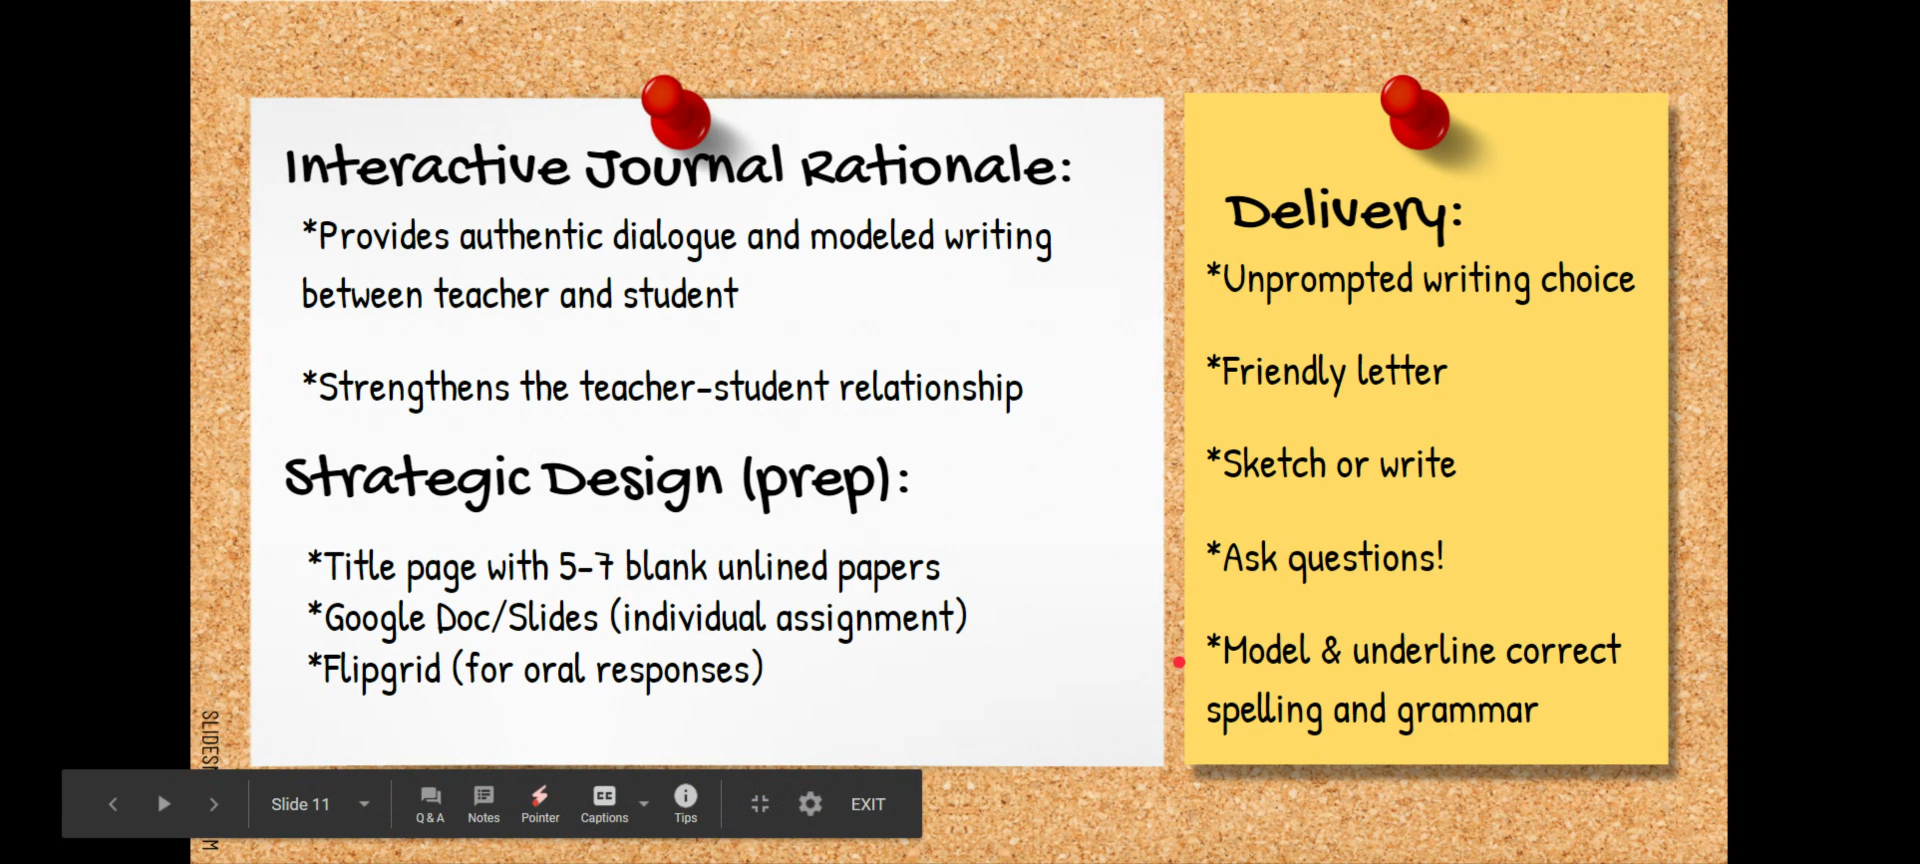 Interactive Journal Rationale:
*Provides authentic dialogue and modeled writing
between teacher and student
*Strengthens the teacher-student relationship
Strategic Design (prep):
*Title page with 5-7 blank unlined papers
*Google Doc/Slides (individual assignment)
*Flipgrid (for oral responses)
Delivery:
*Unprompted writing choice
*Friendly letter
*Sketch or write
*Ask questions!
*Model & underline correct
spelling and grammar
Slide 11
Q & A
Notes
Pointer
CC
Captions
Tips
EXIT